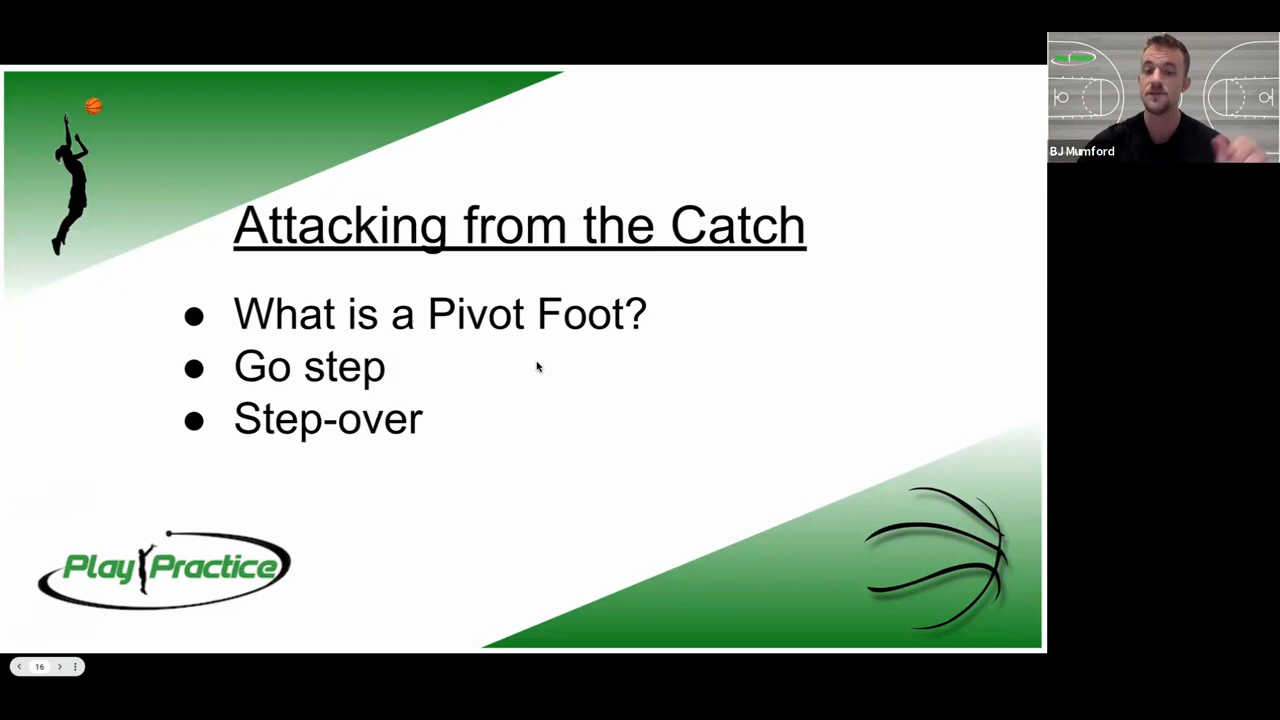 BJ Mumford
Attacking from the Catch
● What is a Pivot Foot?
● Go step
● Step-over
Play Practice
16